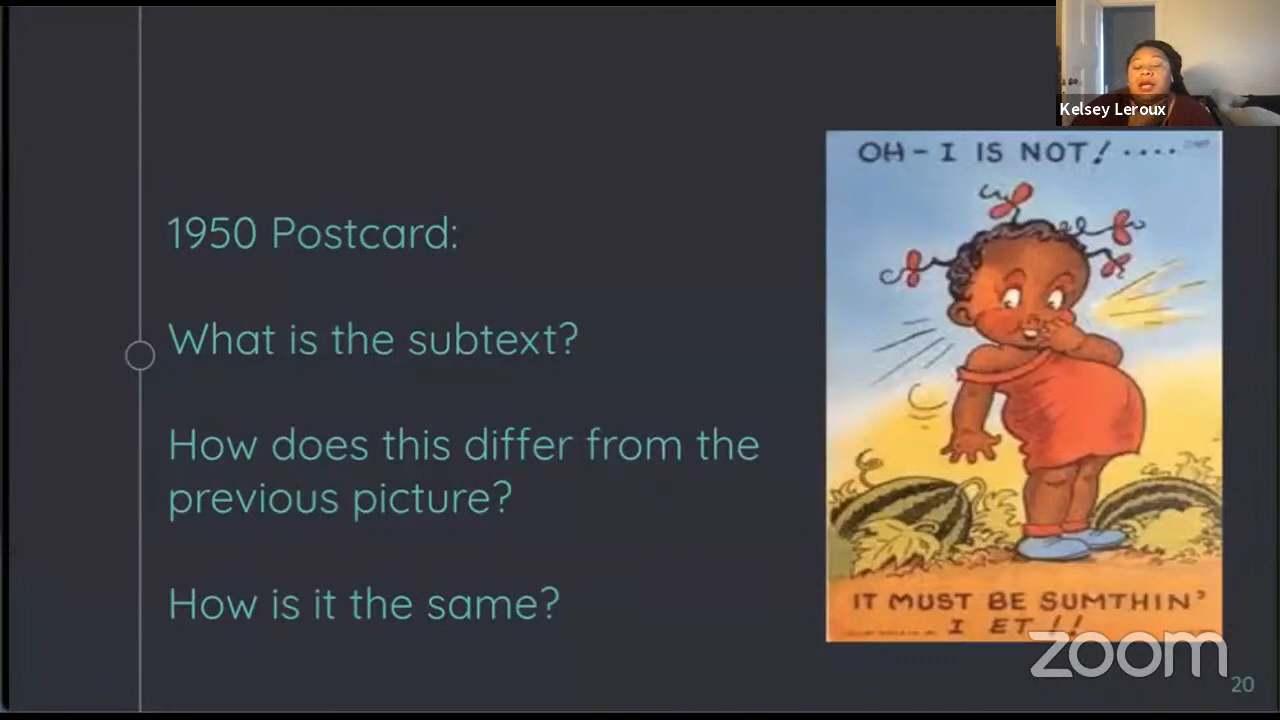 Kelsey Leroux
OH - I IS NOT! ....
1950 Postcard:
What is the subtext?
How does this differ from the
previous picture?
How is it the same?
IT MUST BE SUMTHIN'
I ET!!
zoom
20